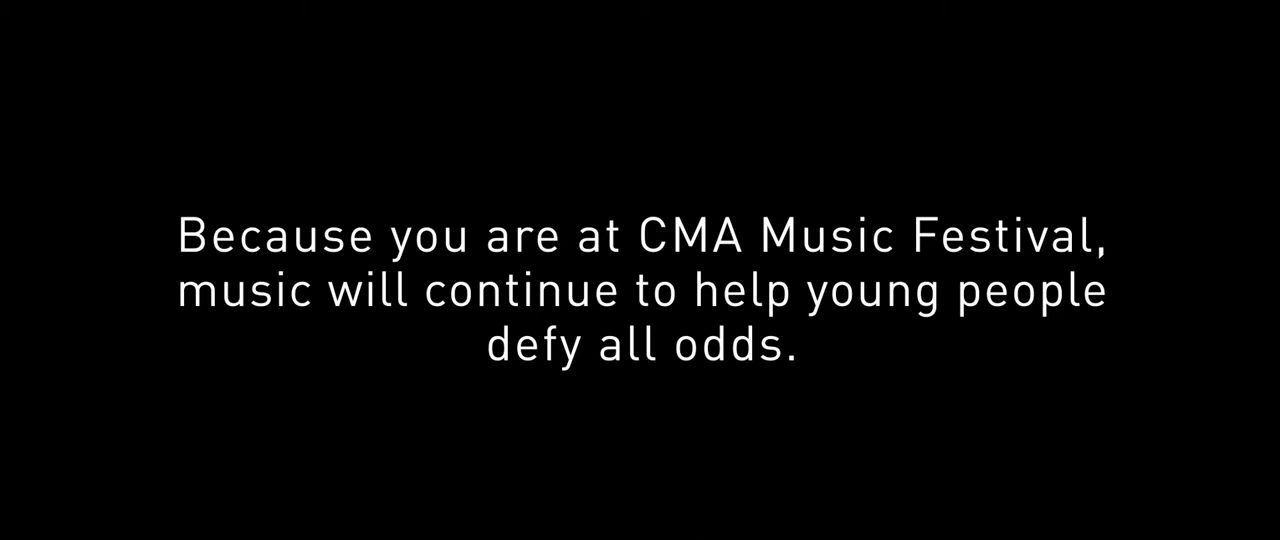 Because you are at CMA Music Festival,
music will continue to help young people
defy all odds.